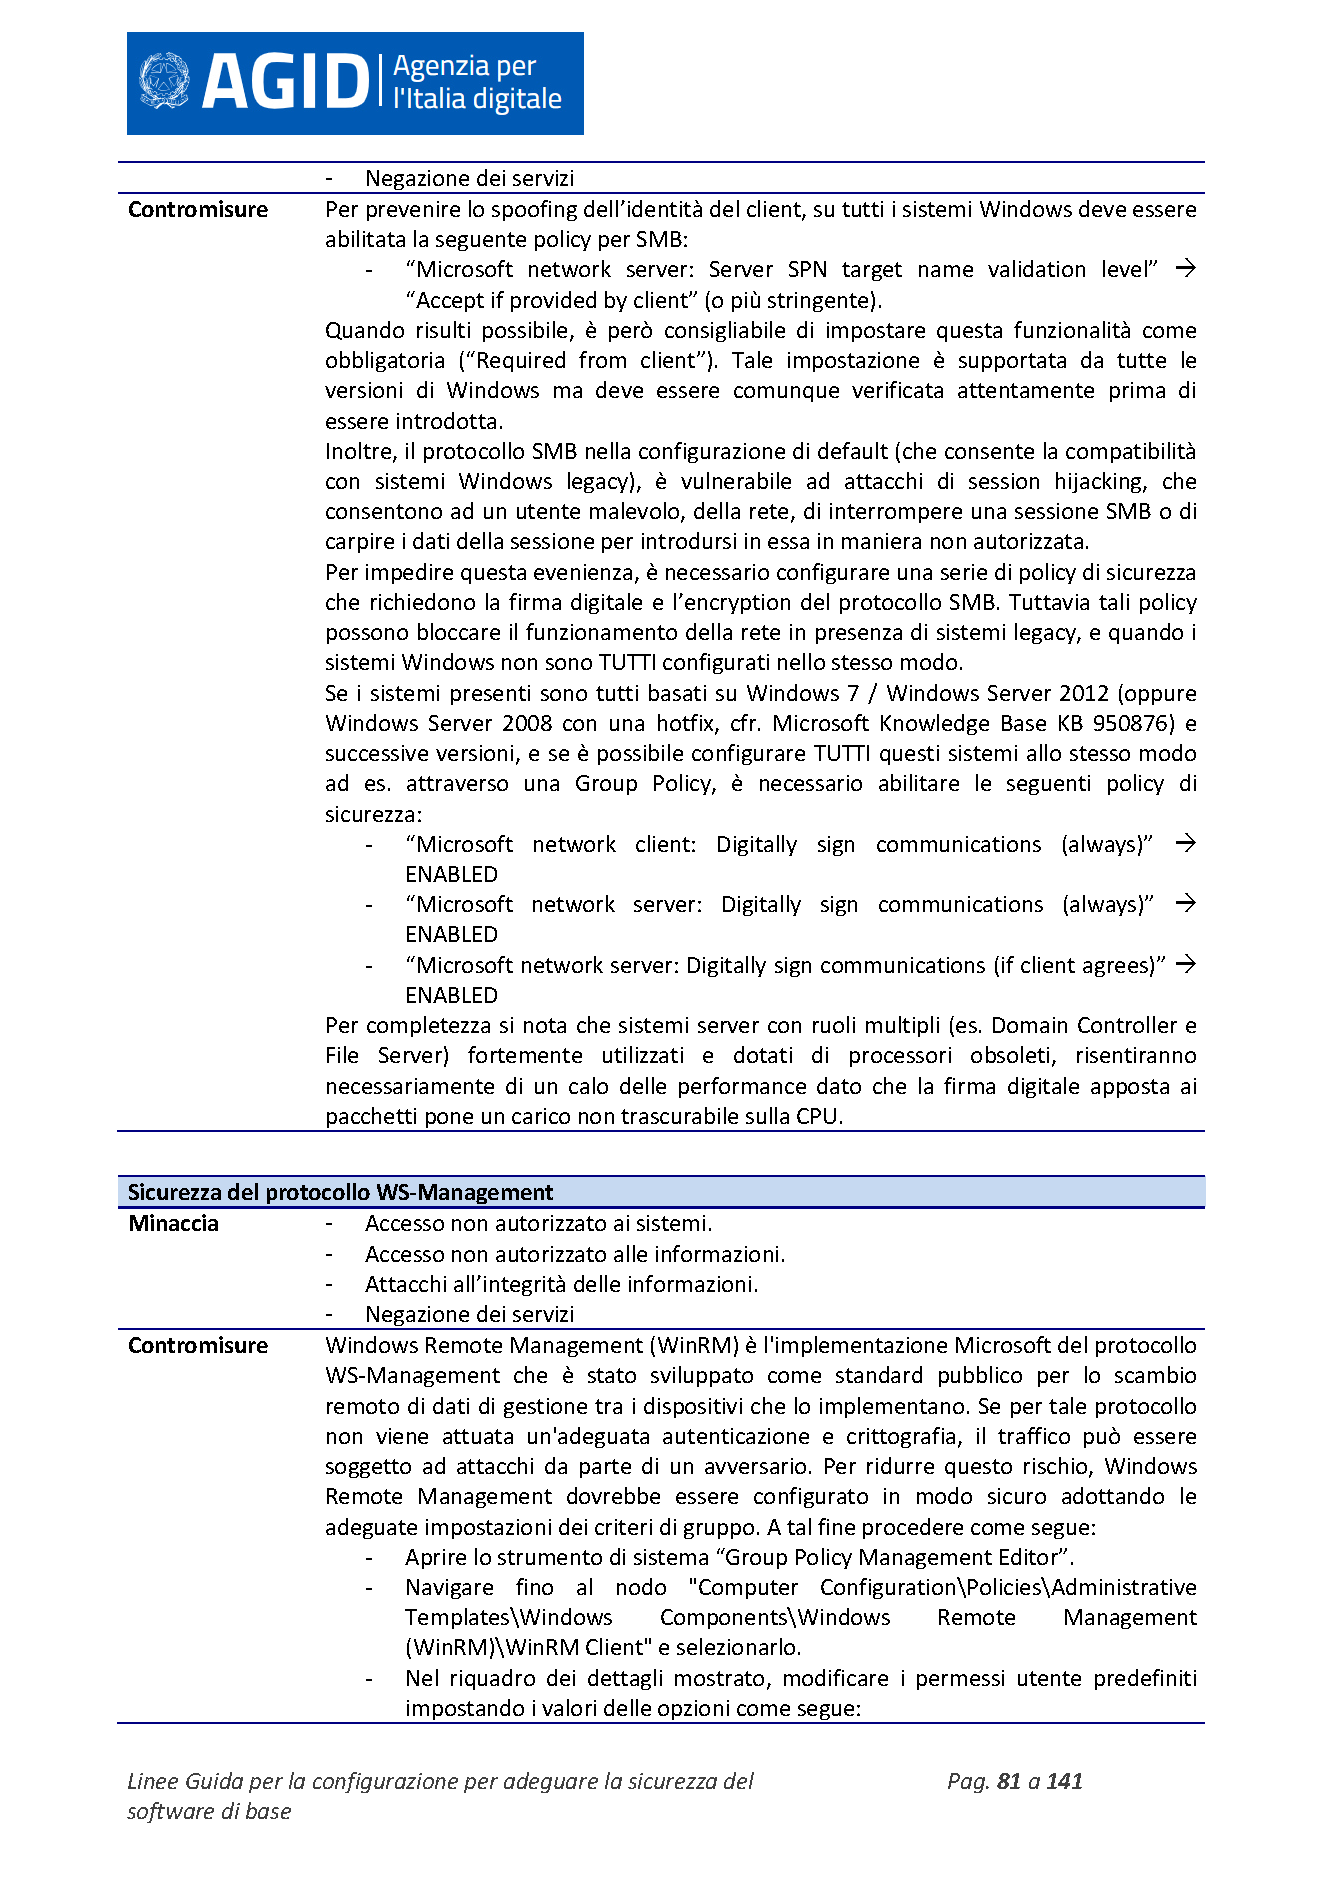 AGID Agenzia per
l'Italia digitale
- Negazione dei servizi
Contromisure Per prevenire lo spoofing dell’identità del client, su tutti i sistemi Windows deve essere
abilitata la seguente policy per SMB:
- “Microsoft network server: Server SPN target name validation level” →
“Accept if provided by client” (o più stringente).
Quando risulti possibile, è però consigliabile di impostare questa funzionalità come
obbligatoria (“Required from client”). Tale impostazione è supportata da tutte le
versioni di Windows ma deve essere comunque verificata attentamente prima di
essere introdotta.
Inoltre, il protocollo SMB nella configurazione di default (che consente la compatibilità
con sistemi Windows legacy), è vulnerabile ad attacchi di session hijacking, che
consentono ad un utente malevolo, della rete, di interrompere una sessione SMB o di
carpire i dati della sessione per introdursi in essa in maniera non autorizzata.
Per impedire questa evenienza, è necessario configurare una serie di policy di sicurezza
che richiedono la firma digitale e l’encryption del protocollo SMB. Tuttavia tali policy
possono bloccare il funzionamento della rete in presenza di sistemi legacy, e quando i
sistemi Windows non sono TUTTI configurati nello stesso modo.
Se i sistemi presenti sono tutti basati su Windows 7 / Windows Server 2012 (oppure
Windows Server 2008 con una hotfix, cfr. Microsoft Knowledge Base KB 950876) e
successive versioni, e se è possibile configurare TUTTI questi sistemi allo stesso modo
ad es. attraverso una Group Policy, è necessario abilitare le seguenti policy di
sicurezza:
- “Microsoft network client: Digitally sign communications (always)” →
ENABLED
- “Microsoft network server: Digitally sign communications (always)” →
ENABLED
- “Microsoft network server: Digitally sign communications (if client agrees)” →
ENABLED
Per completezza si nota che sistemi server con ruoli multipli (es. Domain Controller e
File Server) fortemente utilizzati e dotati di processori obsoleti, risentiranno
necessariamente di un calo delle performance dato che la firma digitale apposta ai
pacchetti pone un carico non trascurabile sulla CPU.
Sicurezza del protocollo WS-Management
Minaccia - Accesso non autorizzato ai sistemi.
- Accesso non autorizzato alle informazioni.
- Attacchi all’integrità delle informazioni.
- Negazione dei servizi
Contromisure Windows Remote Management (WinRM) è l'implementazione Microsoft del protocollo
WS-Management che è stato sviluppato come standard pubblico per lo scambio
remoto di dati di gestione tra i dispositivi che lo implementano. Se per tale protocollo
non viene attuata un'adeguata autenticazione e crittografia, il traffico può essere
soggetto ad attacchi da parte di un avversario. Per ridurre questo rischio, Windows
Remote Management dovrebbe essere configurato in modo sicuro adottando le
adeguate impostazioni dei criteri di gruppo. A tal fine procedere come segue:
- Aprire lo strumento di sistema “Group Policy Management Editor”.
- Navigare fino al nodo "Computer Configuration\Policies\Administrative
Templates\Windows Components\Windows Remote Management
(WinRM)\WinRM Client" e selezionarlo.
- Nel riquadro dei dettagli mostrato, modificare i permessi utente predefiniti
impostando i valori delle opzioni come segue:
Linee Guida per la configurazione per adeguare la sicurezza del Pag. 81 a 141
software di base